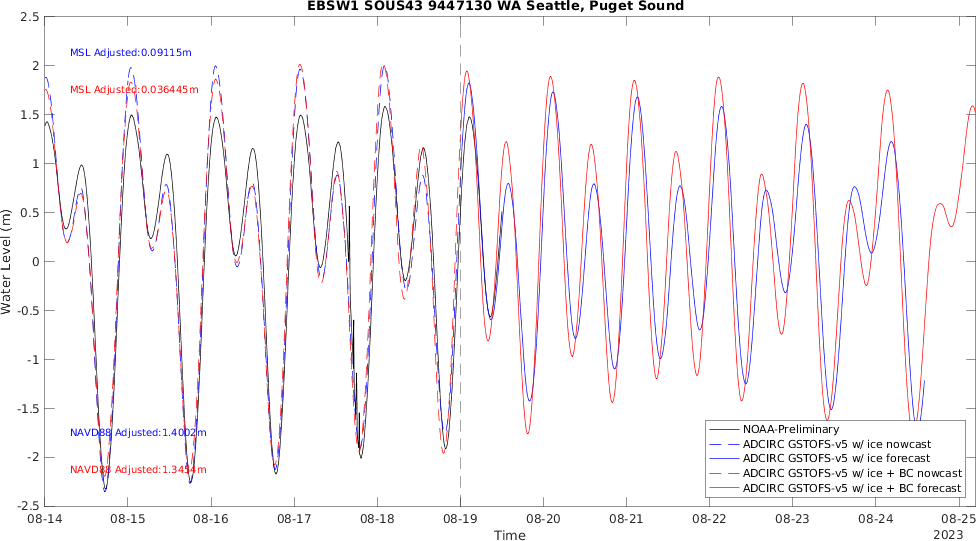 EBSW1 SOUS43 9447130 WA Seattle, Puget Sound
2.5
2
1.5
1
0.5
0
-0.5
-1
-1.5
-2
-2.5
Water Level (m)
MSL Adjusted:0.09115m
MSL Adjusted:0.036445m
NAVD88 Adjusted:1.4002m
NAVD88 Adjusted:1.3454m
NOAA-Preliminary
ADCIRC GSTOFS-v5 w/ ice nowcast
ADCIRC GSTOFS-v5 w/ ice forecast
ADCIRC GSTOFS-v5 w/ ice + BC nowcast
ADCIRC GSTOFS-v5 w/ ice + BC forecast
08-14 08-15 08-16 08-17 08-18 08-19 08-20 08-21 08-22 08-23 08-24 08-25
Time
2023